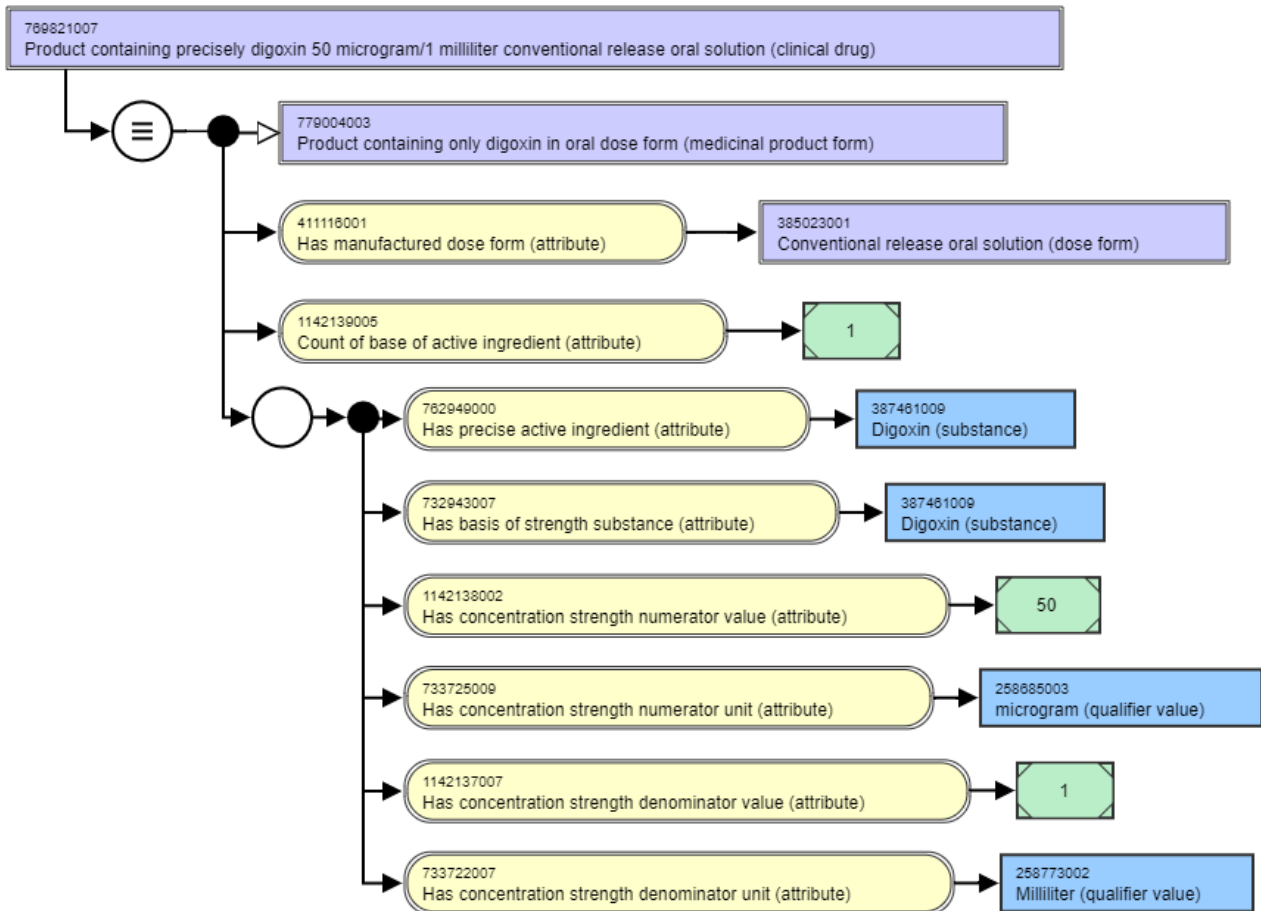 769821007
Product containing precisely digoxin 50 microgram/1 milliliter conventional release oral solution (clinical drug)
779004003
Product containing only digoxin in oral dose form (medicinal product form)
411116001
Has manufactured dose form (attribute)
385023001
Conventional release oral solution (dose form)
1142139005
Count of base of active ingredient (attribute)
1
762949000
Has precise active ingredient (attribute)
387461009
Digoxin (substance)
732943007
Has basis of strength substance (attribute)
387461009
Digoxin (substance)
1142138002
Has concentration strength numerator value (attribute)
50
733725009
Has concentration strength numerator unit (attribute)
258685003
microgram (qualifier value)
1142137007
Has concentration strength denominator value (attribute)
1
733722007
Has concentration strength denominator unit (attribute)
258773002
Milliliter (qualifier value)